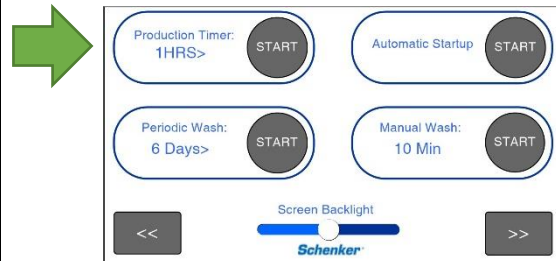 Production Timer:
1HRS>
START
Automatic Startup
START
Periodic Wash:
6 Days>
START
Manual Wash:
10 Min
START
Screen Backlight
<<
>>
Schenker